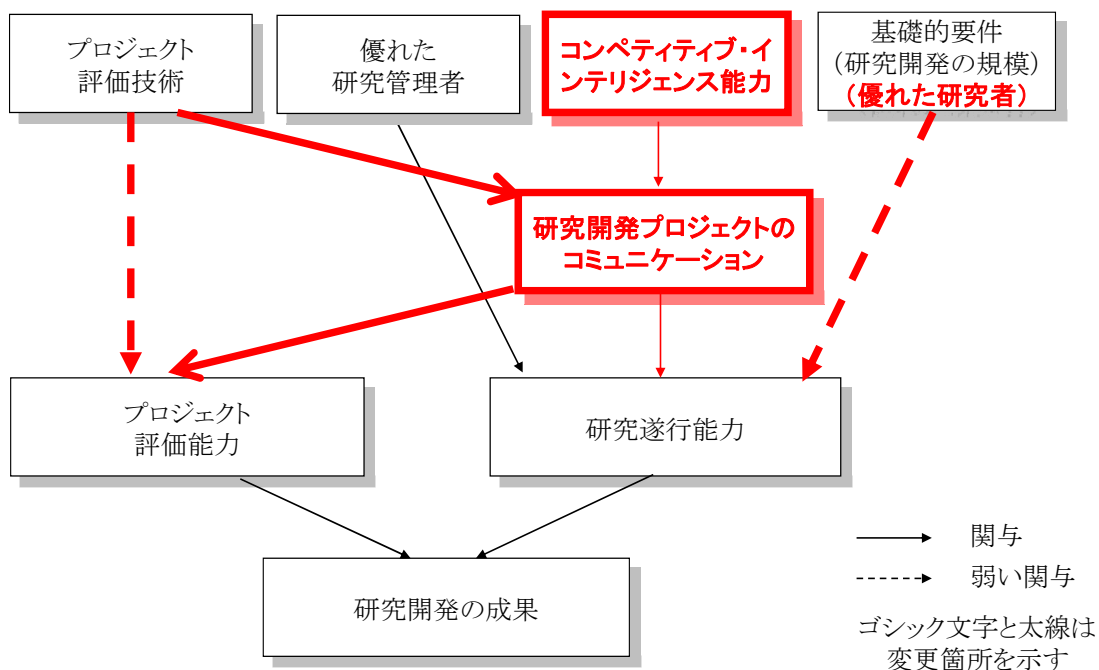 プロジェクト
評価技術
優れた
研究管理者
コンペティティブ・イ
ンテリジェンス能力
基礎的要件
(研究開発の規模)
(優れた研究者)
研究開発プロジェクトの
コミュニケーション
プロジェクト
評価能力
研究遂行能力
研究開発の成果
関与
弱い関与
ゴシック文字と太線は
変更箇所を示す